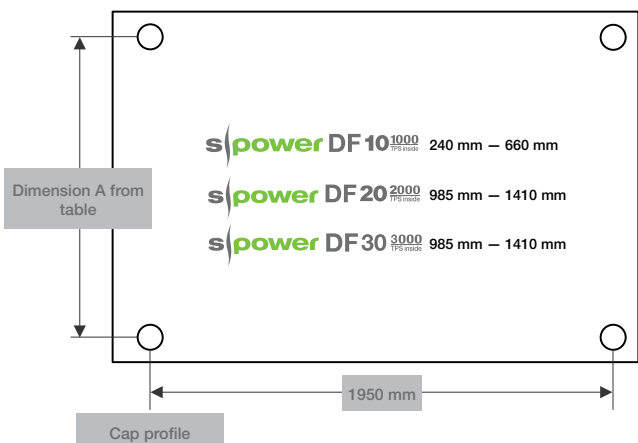 s power DF 10 1000 TPS inside 240 mm — 660 mm
s power DF 20 2000 TPS inside 985 mm — 1410 mm
s power DF 30 3000 TPS inside 985 mm — 1410 mm
Dimension A from
table
1950 mm
Cap profile